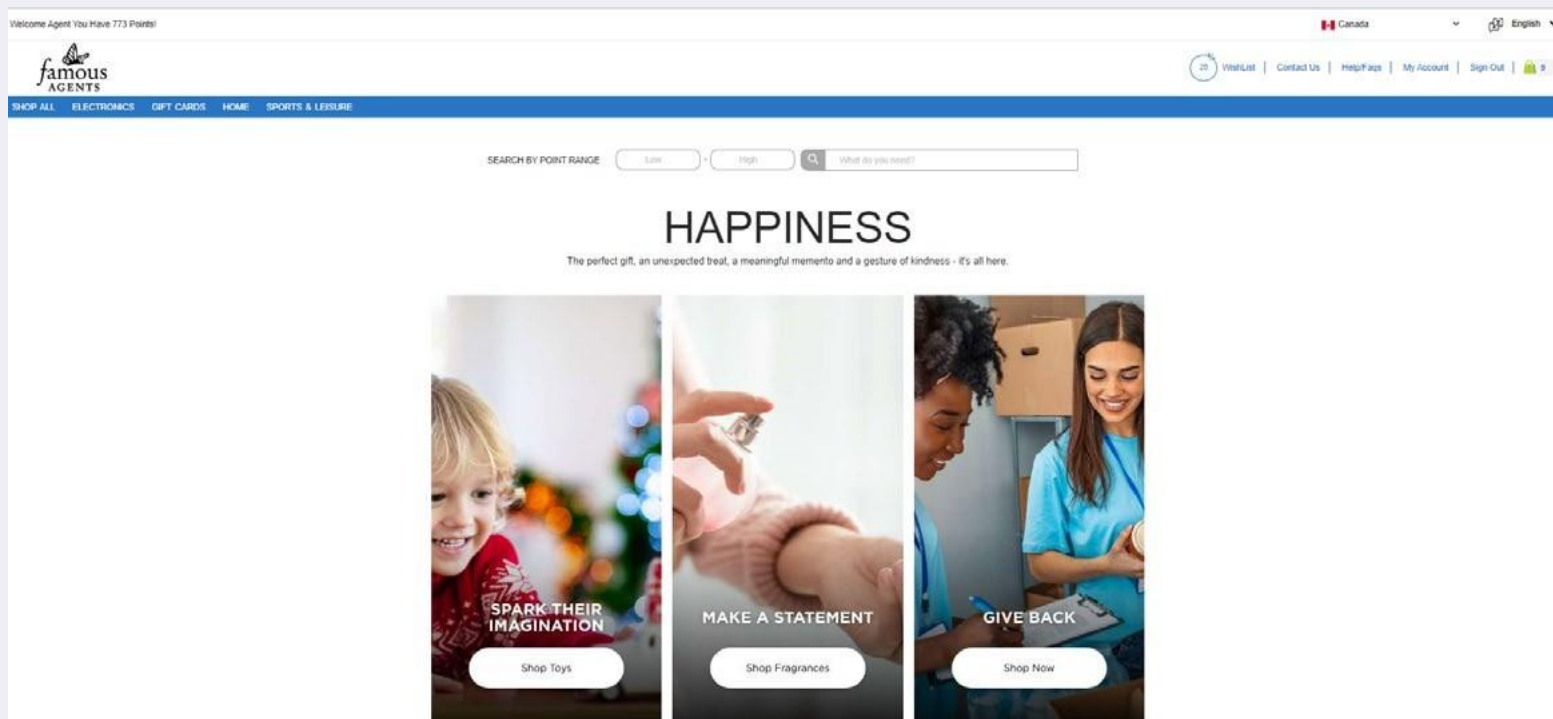 Welcome Agent You Have 773 Points!
Canada
English
famous
AGENTS
20 WishList | Contact Us | Help/Faqs | My Account | Sign Out | 9
SHOP ALL ELECTRONICS GIFT CARDS HOME SPORTS & LEISURE
SEARCH BY POINT RANGE Low - High What do you need?
HAPPINESS
The perfect gift, an unexpected treat, a meaningful memento and a gesture of kindness - it's all here.
SPARK THEIR
IMAGINATION
Shop Toys
MAKE A STATEMENT
Shop Fragrances
GIVE BACK
Shop Now